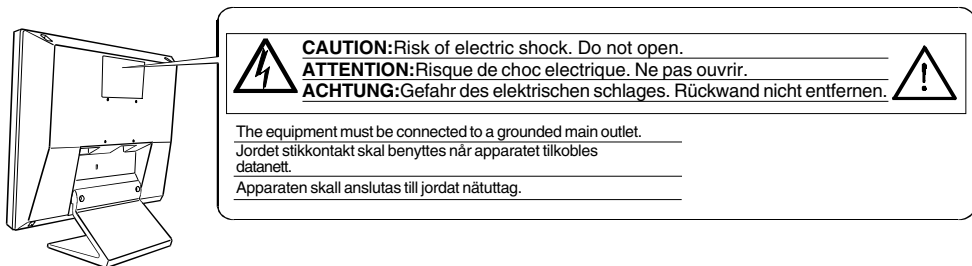 CAUTION:Risk of electric shock. Do not open.
ATTENTION:Risque de choc electrique. Ne pas ouvrir.
ACHTUNG:Gefahr des elektrischen schlages. Rückwand nicht entfernen.
The equipment must be connected to a grounded main outlet.
Jordet stikkontakt skal benyttes når apparatet tilkobles
datanett.
Apparaten skall anslutas till jordat nätuttag.